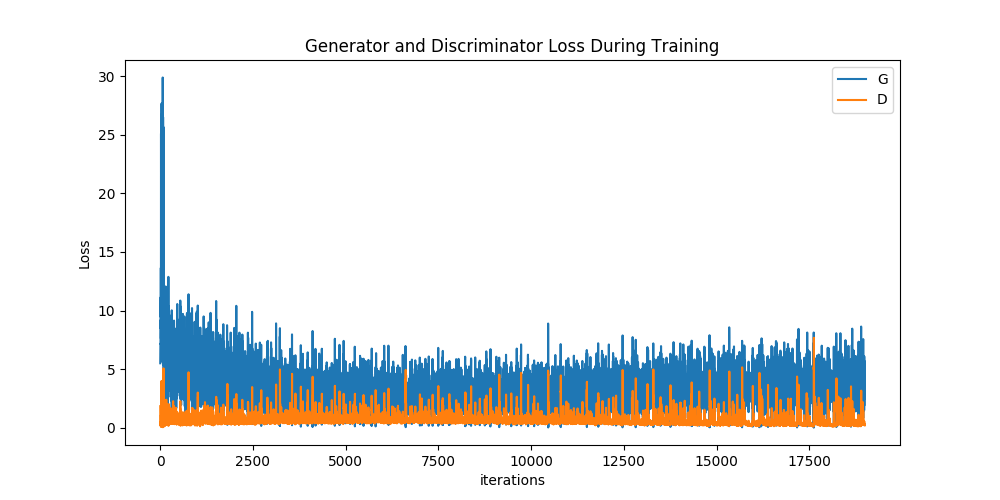 Generator and Discriminator Loss During Training
G
D
30
25
20
15
10
5
0
Loss
0 2500 5000 7500 10000 12500 15000 17500
iterations